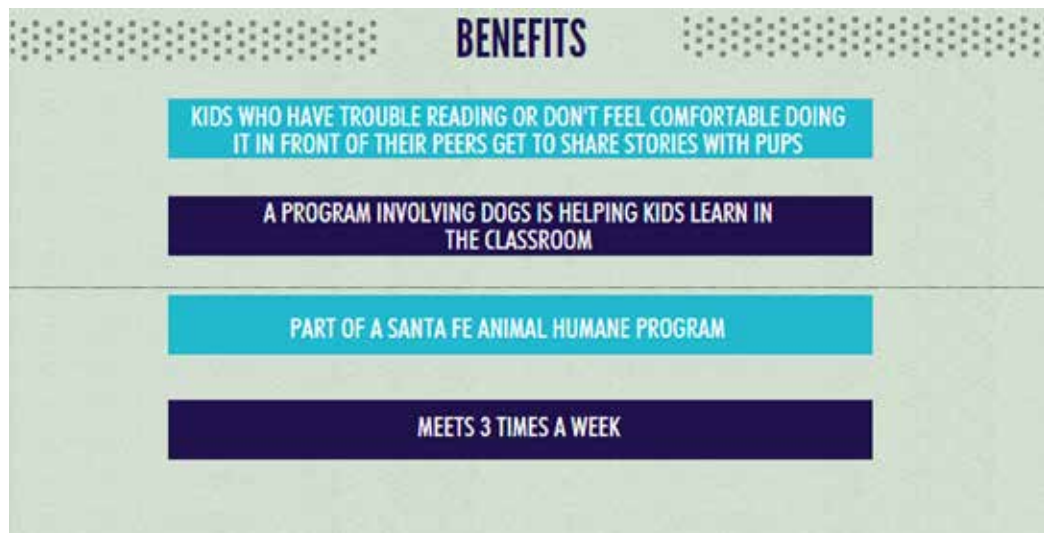 BENEFITS
KIDS WHO HAVE TROUBLE READING OR DON'T FEEL COMFORTABLE DOING
IT IN FRONT OF THEIR PEERS GET TO SHARE STORIES WITH PUPS
A PROGRAM INVOLVING DOGS IS HELPING KIDS LEARN IN
THE CLASSROOM
PART OF A SANTA FE ANIMAL HUMANE PROGRAM
MEETS 3 TIMES A WEEK